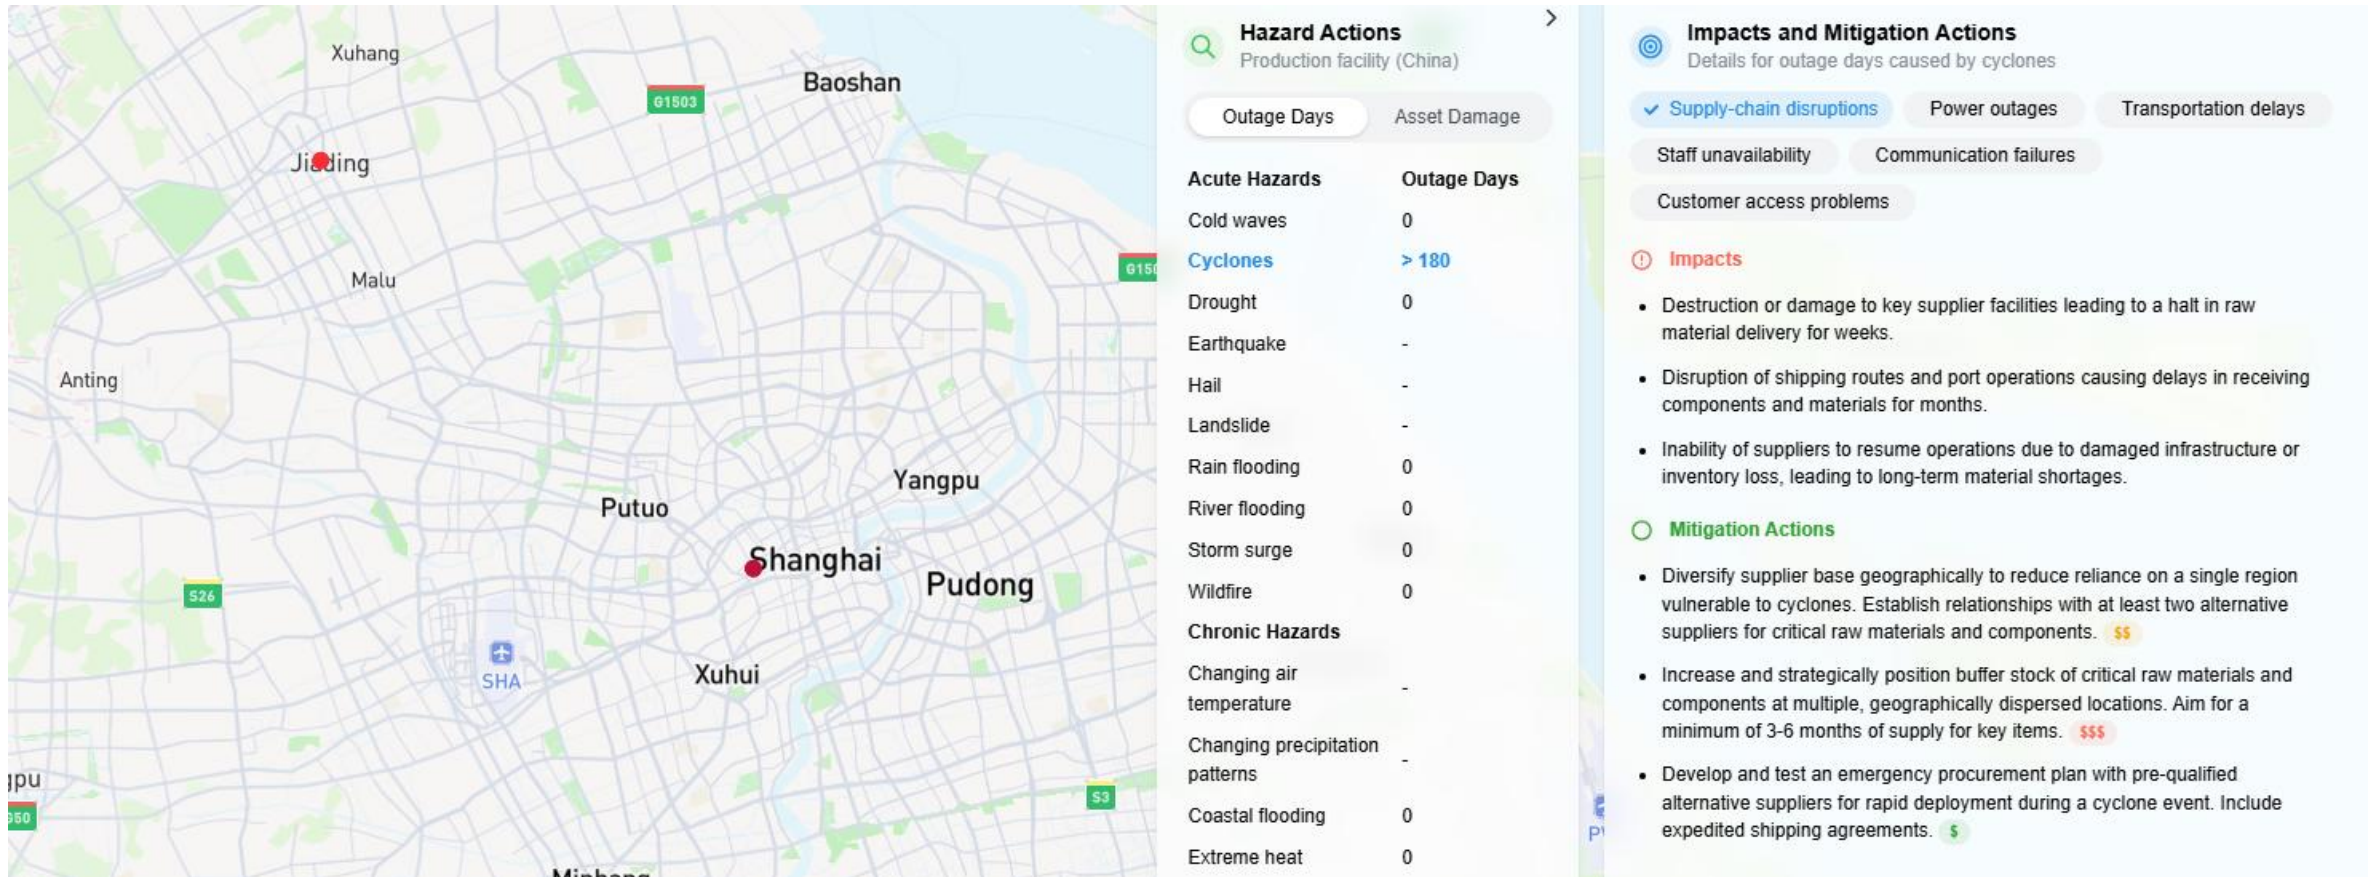 Xuhang
Baoshan
G1503
Jiading
Malu
Anting
Yangpu
Putuo
Shanghai
Pudong
S26
SHA
Xuhui
S3
Hazard Actions
Production facility (China)
Outage Days
Asset Damage
Acute Hazards Outage Days
Cold waves 0
Cyclones > 180
Drought 0
Earthquake -
Hail -
Landslide -
Rain flooding 0
River flooding 0
Storm surge 0
Wildfire 0
Chronic Hazards
Changing air
temperature -
Changing precipitation
patterns -
Coastal flooding 0
Extreme heat 0
Impacts and Mitigation Actions
Details for outage days caused by cyclones
Supply-chain disruptions Power outages Transportation delays
Staff unavailability Communication failures
Customer access problems
Impacts
• Destruction or damage to key supplier facilities leading to a halt in raw
material delivery for weeks.
• Disruption of shipping routes and port operations causing delays in receiving
components and materials for months.
• Inability of suppliers to resume operations due to damaged infrastructure or
inventory loss, leading to long-term material shortages.
Mitigation Actions
• Diversify supplier base geographically to reduce reliance on a single region
vulnerable to cyclones. Establish relationships with at least two alternative
suppliers for critical raw materials and components. $$
• Increase and strategically position buffer stock of critical raw materials and
components at multiple, geographically dispersed locations. Aim for a
minimum of 3-6 months of supply for key items. $$$
• Develop and test an emergency procurement plan with pre-qualified
alternative suppliers for rapid deployment during a cyclone event. Include
expedited shipping agreements. $